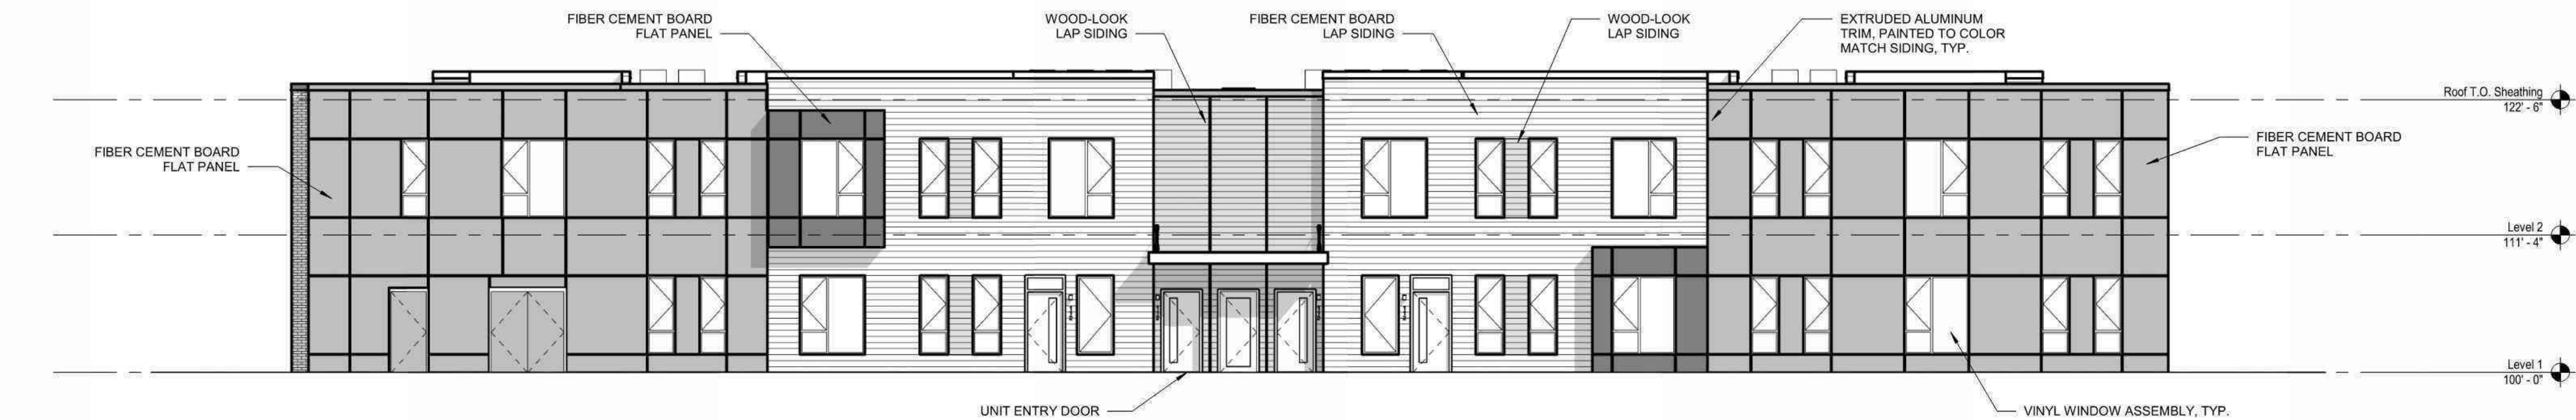 FIBER CEMENT BOARD
FLAT PANEL
WOOD-LOOK
LAP SIDING
FIBER CEMENT BOARD
LAP SIDING
WOOD-LOOK
LAP SIDING
EXTRUDED ALUMINUM
TRIM, PAINTED TO COLOR
MATCH SIDING, TYP.
Roof T.O. Sheathing
122' - 6"
FIBER CEMENT BOARD
FLAT PANEL
FIBER CEMENT BOARD
FLAT PANEL
Level 2
111' - 4"
Level 1
100' - 0"
UNIT ENTRY DOOR
VINYL WINDOW ASSEMBLY, TYP.